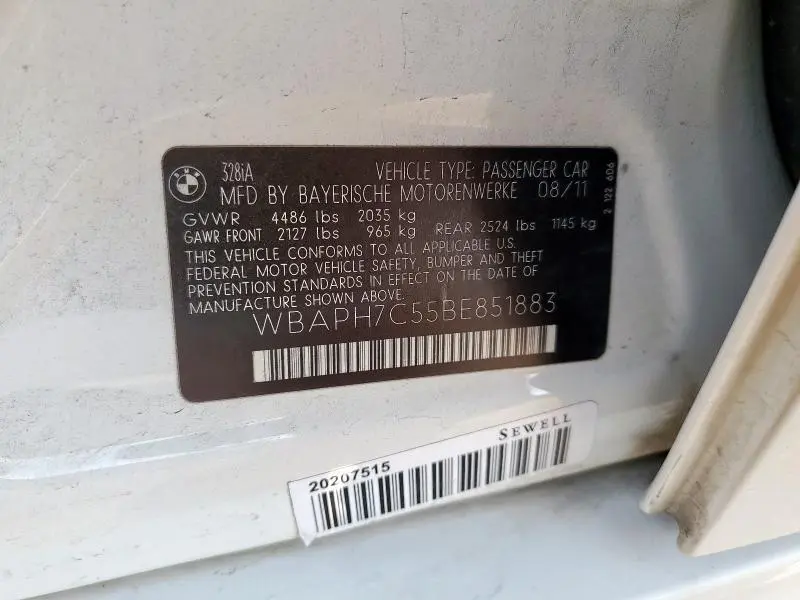 BMW
328iA VEHICLE TYPE: PASSENGER CAR
MFD BY BAYERISCHE MOTORENWERKE 08/11
GVWR 4486 lbs 2035 kg
GAWR FRONT 2127 lbs 965 kg REAR 2524 lbs 1145 kg
THIS VEHICLE CONFORMS TO ALL APPLICABLE U.S.
FEDERAL MOTOR VEHICLE SAFETY, BUMPER AND THEFT
PREVENTION STANDARDS IN EFFECT ON THE DATE OF
MANUFACTURE SHOWN ABOVE.
WBAPH7C55BE851883
2 122 606
SEWELL
20207515